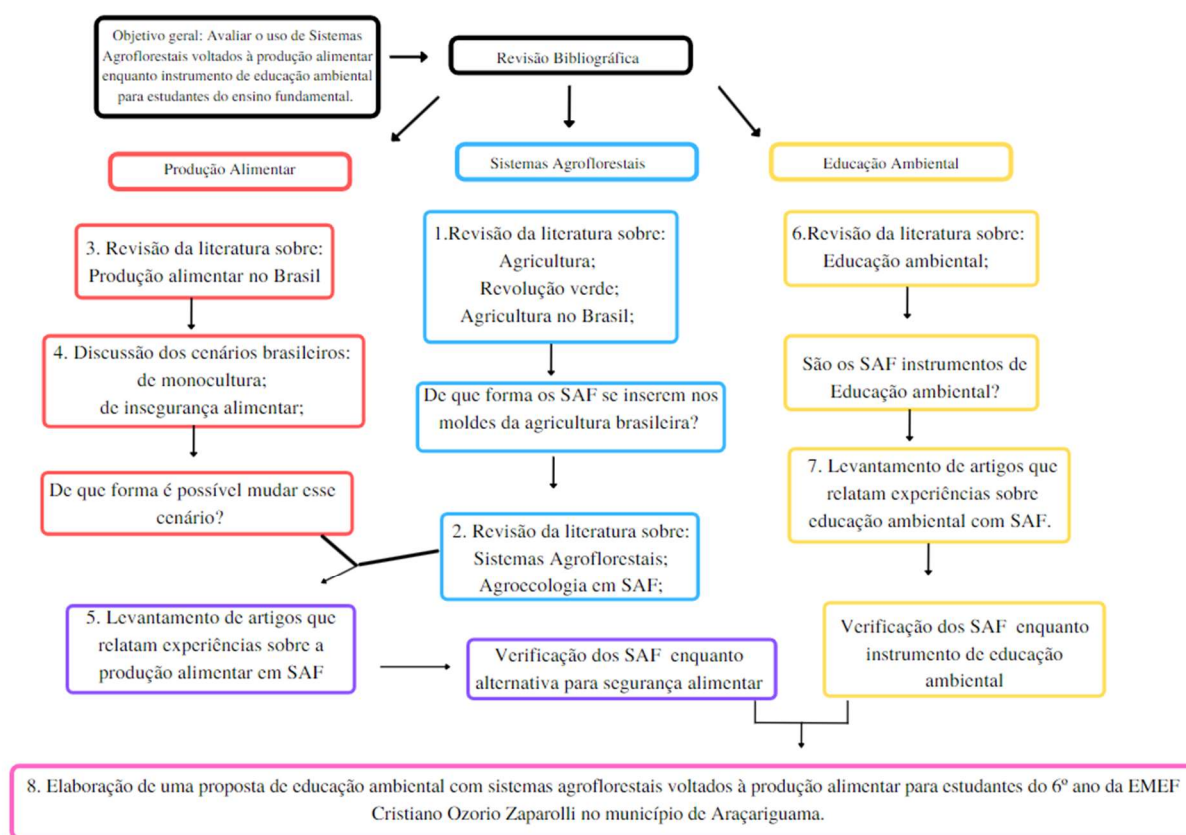 Objetivo geral: Avaliar o uso de Sistemas
Agroflorestais voltados à produção alimentar
enquanto instrumento de educação ambiental
para estudantes do ensino fundamental.
Revisão Bibliográfica
Produção Alimentar
Sistemas Agroflorestais
Educação Ambiental
3. Revisão da literatura sobre:
Produção alimentar no Brasil
4. Discussão dos cenários brasileiros:
de monocultura;
de insegurança alimentar;
De que forma é possível mudar esse
cenário?
1.Revisão da literatura sobre:
Agricultura;
Revolução verde;
Agricultura no Brasil;
De que forma os SAF se inserem nos
moldes da agricultura brasileira?
2. Revisão da literatura sobre:
Sistemas Agroflorestais;
Agroecologia em SAF;
6.Revisão da literatura sobre:
Educação ambiental;
São os SAF instrumentos de
Educação ambiental?
7. Levantamento de artigos que
relatam experiências sobre
educação ambiental com SAF.
5. Levantamento de artigos que
relatam experiências sobre a
produção alimentar em SAF
Verificação dos SAF enquanto
alternativa para segurança alimentar
Verificação dos SAF enquanto
instrumento de educação
ambiental
8. Elaboração de uma proposta de educação ambiental com sistemas agroflorestais voltados à produção alimentar para estudantes do 6º ano da EMEF
Cristiano Ozorio Zaparolli no município de Araçariguama.